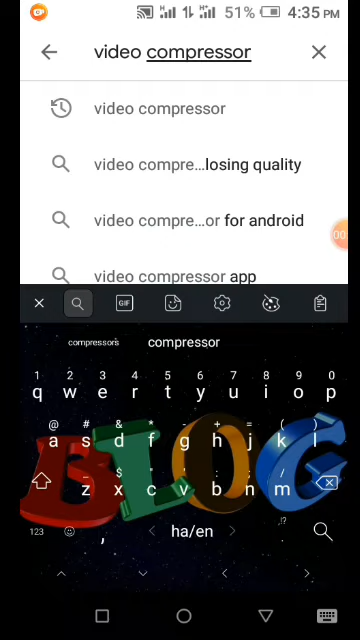 51% 4:35 PM
video compressor
video compressor
video compre...losing quality
video compre...or for android
video compressor app
00
GIF
compressors compressor
1 2 3 4 5 6 7 8 9 0
q w e r t y u i o p
@ # & * + = ( )
a s d f g h j k l
_ $ " ' : ; /
z x c v b n m
BLOG
123 , < ha/en > . !?